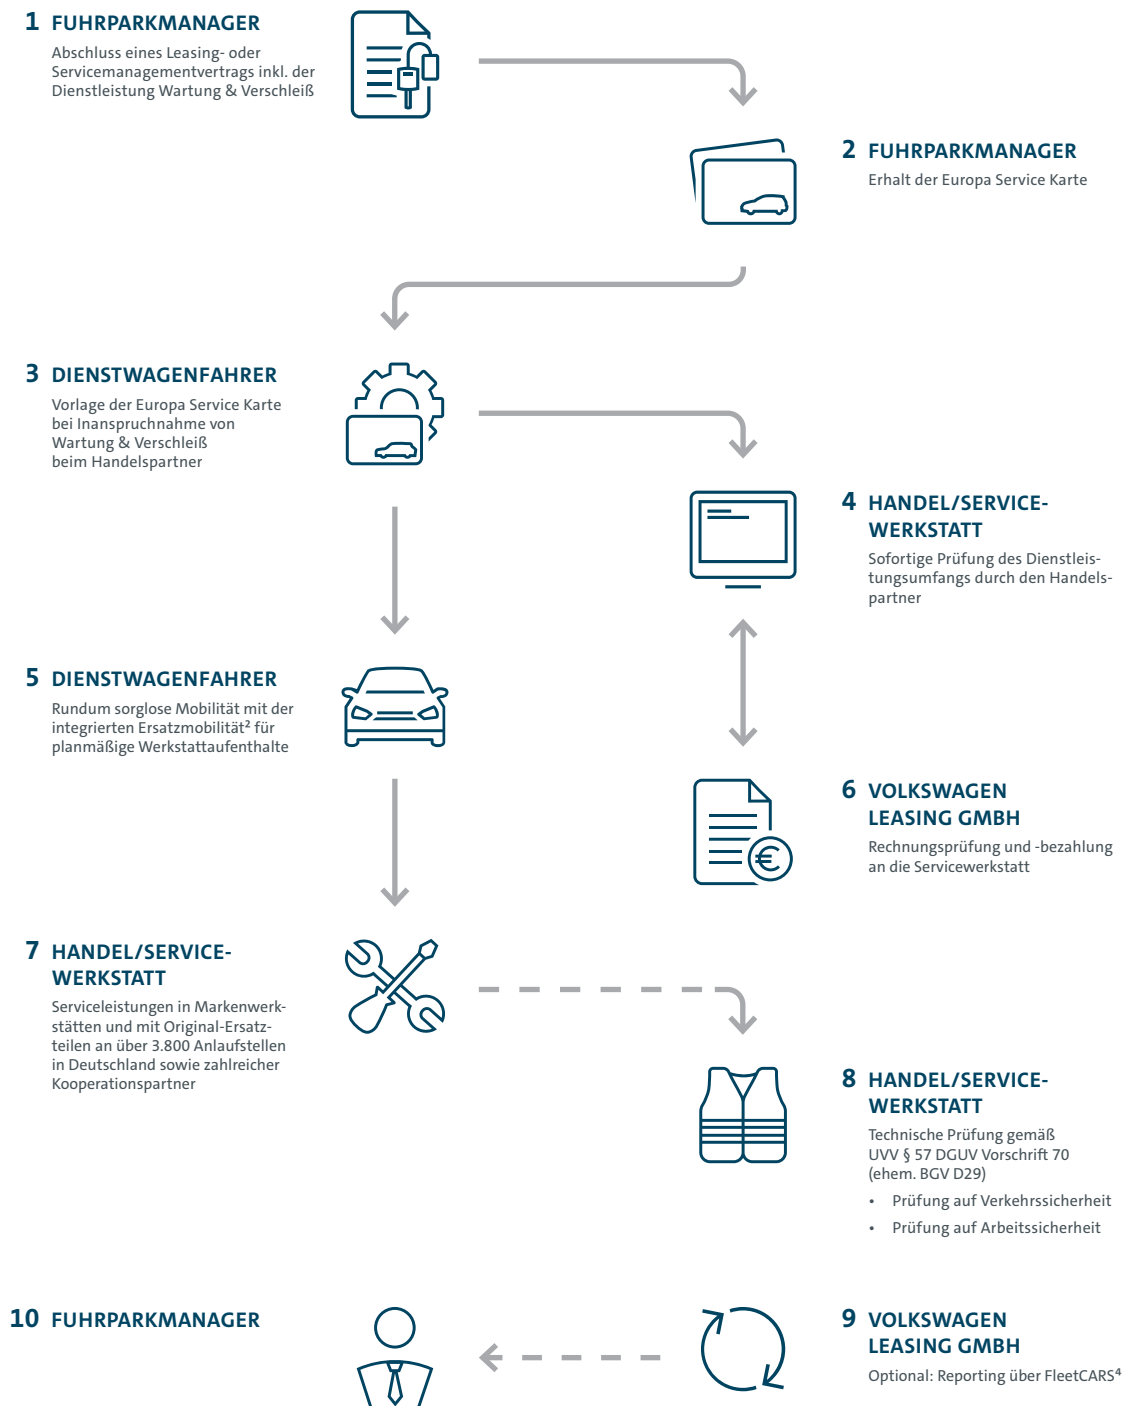 1 FUHRPARKMANAGER
Abschluss eines Leasing- oder
Servicemanagementvertrags inkl. der
Dienstleistung Wartung & Verschleiß
2 FUHRPARKMANAGER
Erhalt der Europa Service Karte
3 DIENSTWAGENFAHRER
Vorlage der Europa Service Karte
bei Inanspruchnahme von
Wartung & Verschleiß
beim Handelspartner
4 HANDEL/SERVICE-
WERKSTATT
Sofortige Prüfung des Dienstleis-
tungsumfangs durch den Handels-
partner
5 DIENSTWAGENFAHRER
Rundum sorglose Mobilität mit der
integrierten Ersatzmobilität² für
planmäßige Werkstattaufenthalte
6 VOLKSWAGEN
LEASING GMBH
Rechnungsprüfung und -bezahlung
an die Servicewerkstatt
7 HANDEL/SERVICE-
WERKSTATT
Serviceleistungen in Markenwerk-
stätten und mit Original-Ersatz-
teilen an über 3.800 Anlaufstellen
in Deutschland sowie zahlreicher
Kooperationspartner
8 HANDEL/SERVICE-
WERKSTATT
Technische Prüfung gemäß
UVV § 57 DGUV Vorschrift 70
(ehem. BGV D29)
• Prüfung auf Verkehrssicherheit
• Prüfung auf Arbeitssicherheit
10 FUHRPARKMANAGER
9 VOLKSWAGEN
LEASING GMBH
Optional: Reporting über FleetCARS⁴